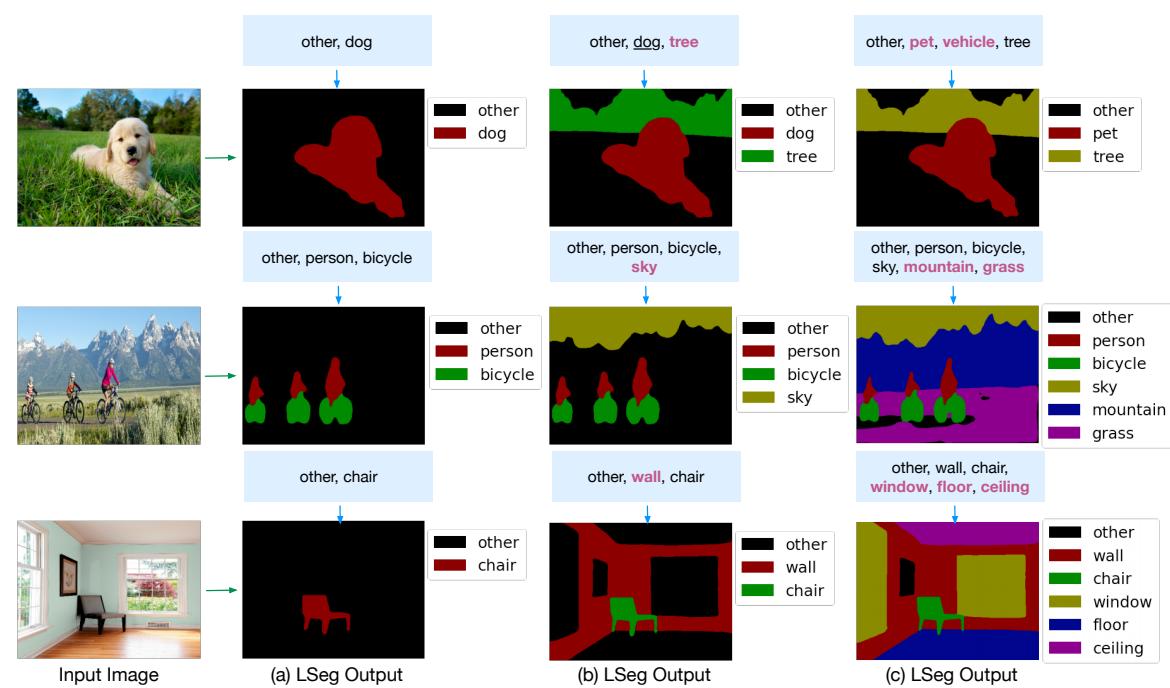 other, dog
other, dog, tree
other, pet, vehicle, tree
other
dog
other
dog
tree
other
pet
tree
other, person, bicycle
other, person, bicycle,
sky
other, person, bicycle,
sky, mountain, grass
other
person
bicycle
other
person
bicycle
sky
other
person
bicycle
sky
mountain
grass
other, chair
other, wall, chair
other, wall, chair,
window, floor, ceiling
other
chair
other
wall
chair
other
wall
chair
window
floor
ceiling
Input Image
(a) LSeg Output
(b) LSeg Output
(c) LSeg Output